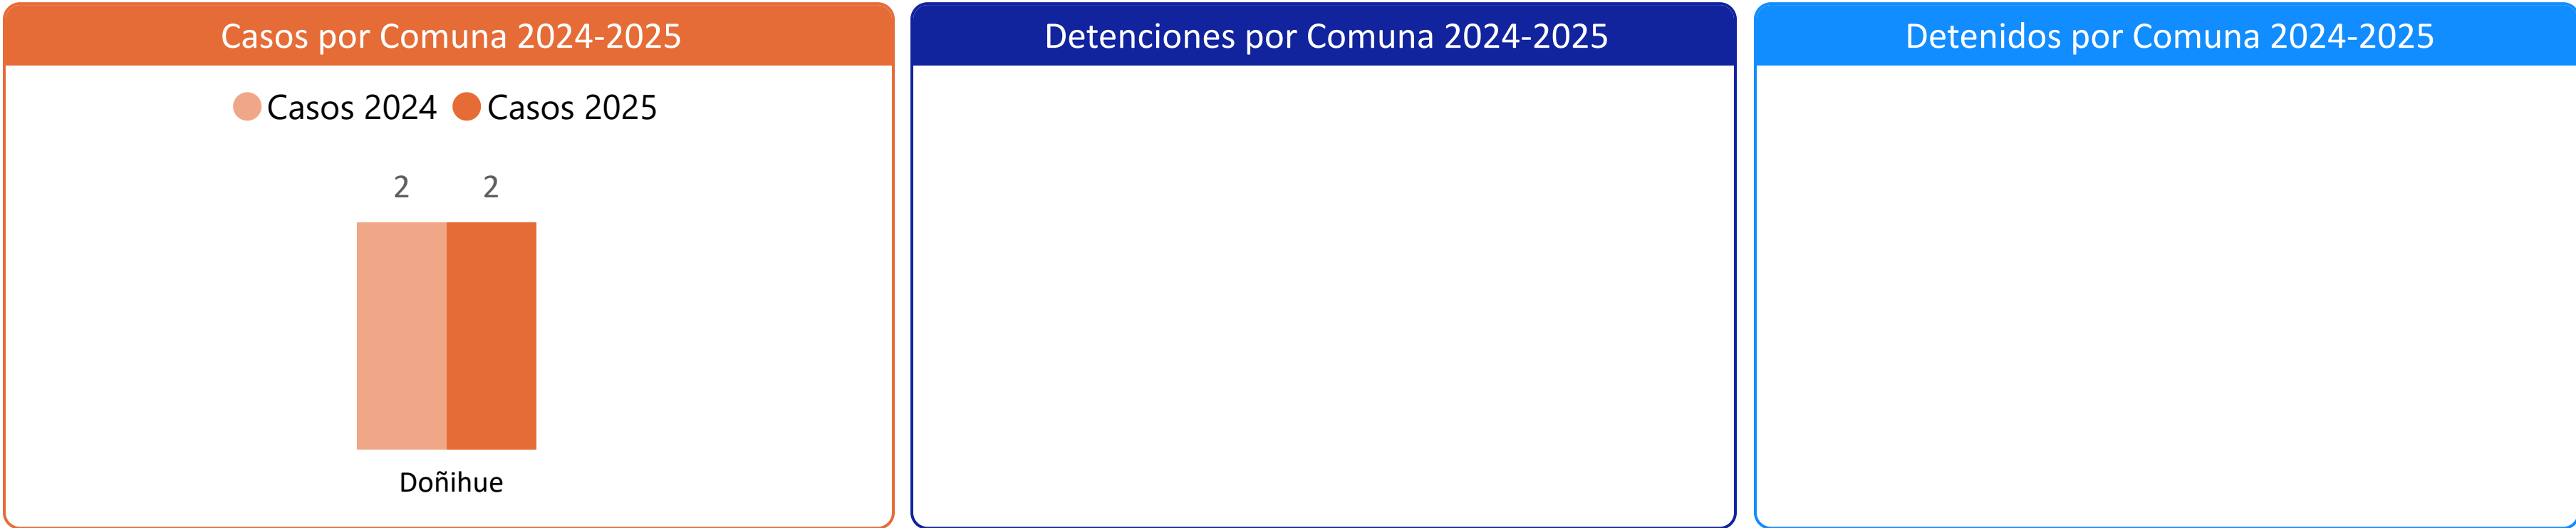 Casos por Comuna 2024-2025
Casos 2024 Casos 2025
2 2
Doñihue
Detenciones por Comuna 2024-2025
Detenidos por Comuna 2024-2025